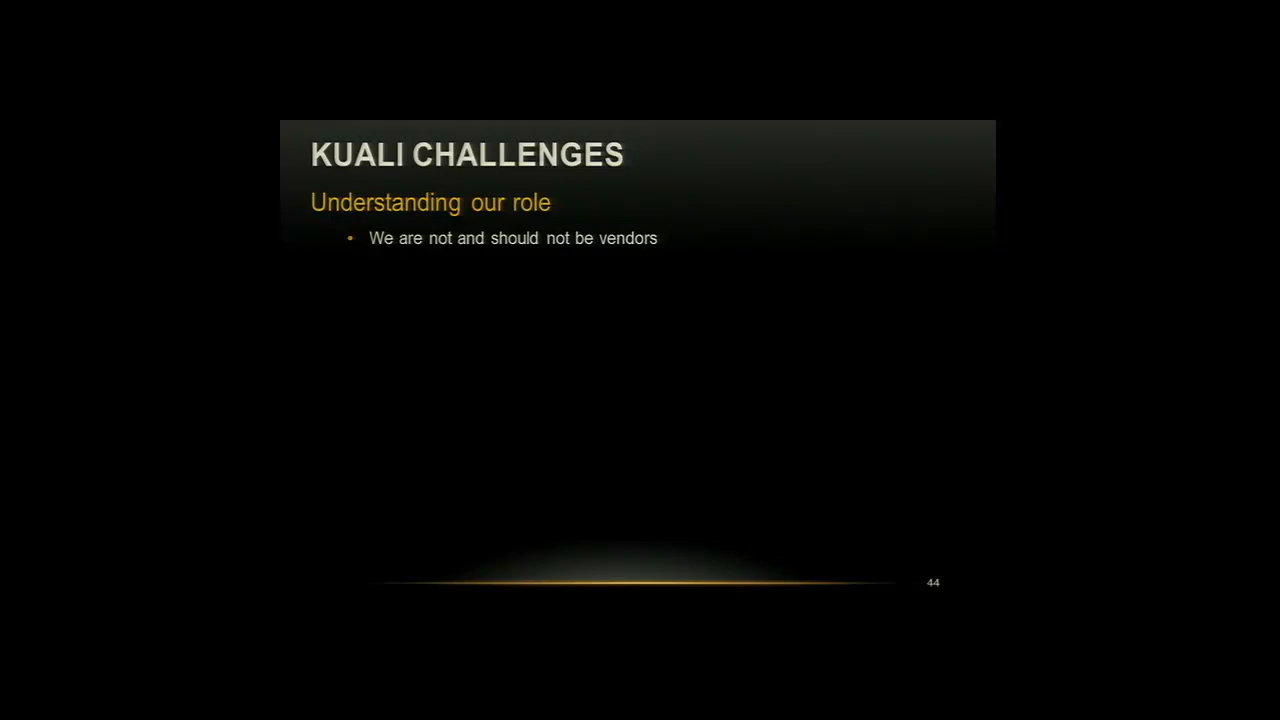 KUALI CHALLENGES
Understanding our role
• We are not and should not be vendors
44